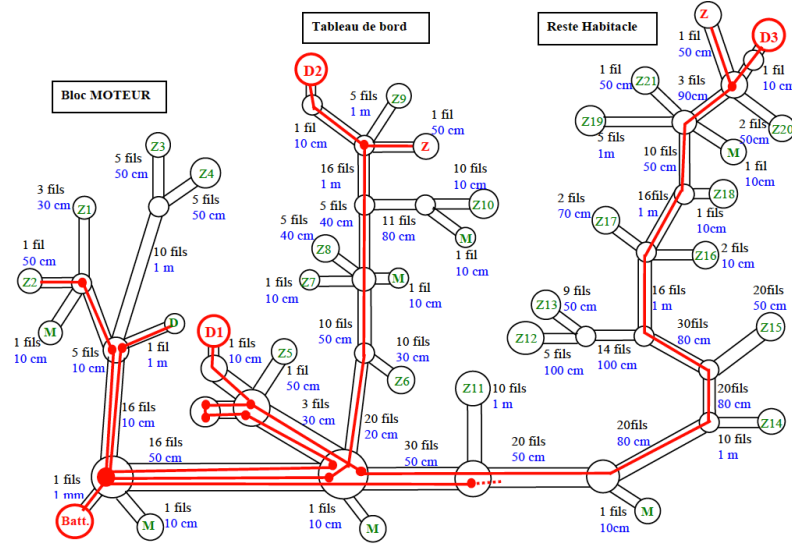 Tableau de bord
Reste Habitacle
Bloc MOTEUR
Z3
5 fils
50 cm
Z4
5 fils
50 cm
3 fils
30 cm
Z1
1 fil
50 cm
Z2
10 fils
1 m
M
1 fils
10 cm
5 fils
10 cm
D
1 fil
1 m
16 fils
10 cm
16 fils
50 cm
1 fils
1 mm
Batt.
M
1 fils
10 cm
D1
1 fils
10 cm
Z5
1 fil
50 cm
3 fils
30 cm
D2
1 fil
10 cm
5 fils
1 m
Z9
1 fil
50 cm
Z
16 fils
1 m
10 fils
10 cm
Z10
5 fils
40 cm
5 fils
40 cm
11 fils
80 cm
M
1 fil
10 cm
Z8
1 fils
10 cm
Z7
M
1 fil
10 cm
10 fils
50 cm
10 fils
30 cm
Z6
20 fils
20 cm
Z11
10 fils
1 m
30 fils
50 cm
20 fils
50 cm
1 fils
10 cm
M
Z
1 fil
50 cm
D3
1 fil
10 cm
3 fils
90cm
1 fil
50 cm
Z21
Z19
5 fils
1m
2 fils
50cm
Z20
M
1 fil
10cm
10 fils
50 cm
2 fils
70 cm
16fils
1 m
Z18
1 fils
10cm
Z17
2 fils
10 cm
Z16
9 fils
50 cm
Z13
16 fils
1 m
20fils
50 cm
Z15
Z12
5 fils
100 cm
14 fils
100 cm
30fils
80 cm
20fils
80 cm
20fils
80 cm
Z14
10 fils
1 m
1 fils
10cm
M